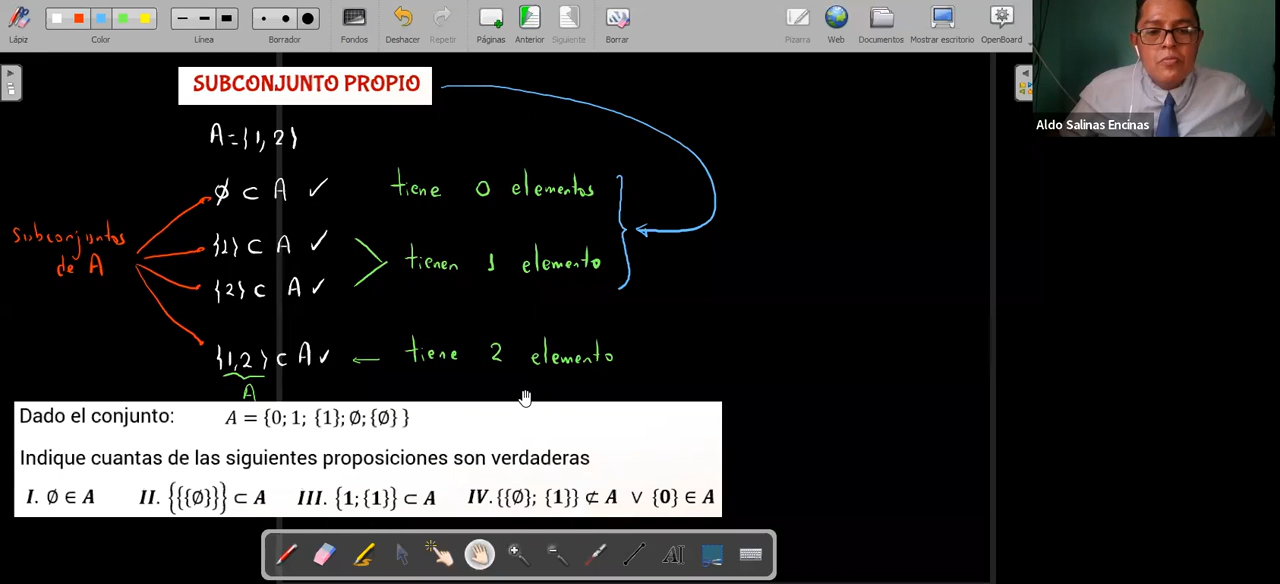 Lápiz Color Línea Borrador Fondos Deshacer Repetir Páginas Anterior Siguiente Borrar Pizarra Web Documentos Mostrar escritorio OpenBoard
Aldo Salinas Encinas
SUBCONJUNTO PROPIO
A={1,2}
∅ ⊂ A ✓ tiene 0 elementos
Subconjuntos
de A
{1} ⊂ A ✓
tienen 1 elemento
{2} ⊂ A ✓
{1,2} ⊂ A ✓ ← tiene 2 elemento
A
Dado el conjunto: A = {0; 1; {1}; ∅; {∅} }
Indique cuantas de las siguientes proposiciones son verdaderas
I. ∅ ∈ A II. {{{∅}}} ⊂ A III. {1; {1}} ⊂ A IV. {{∅}; {1}} ⊄ A ∨ {0} ∈ A
AI